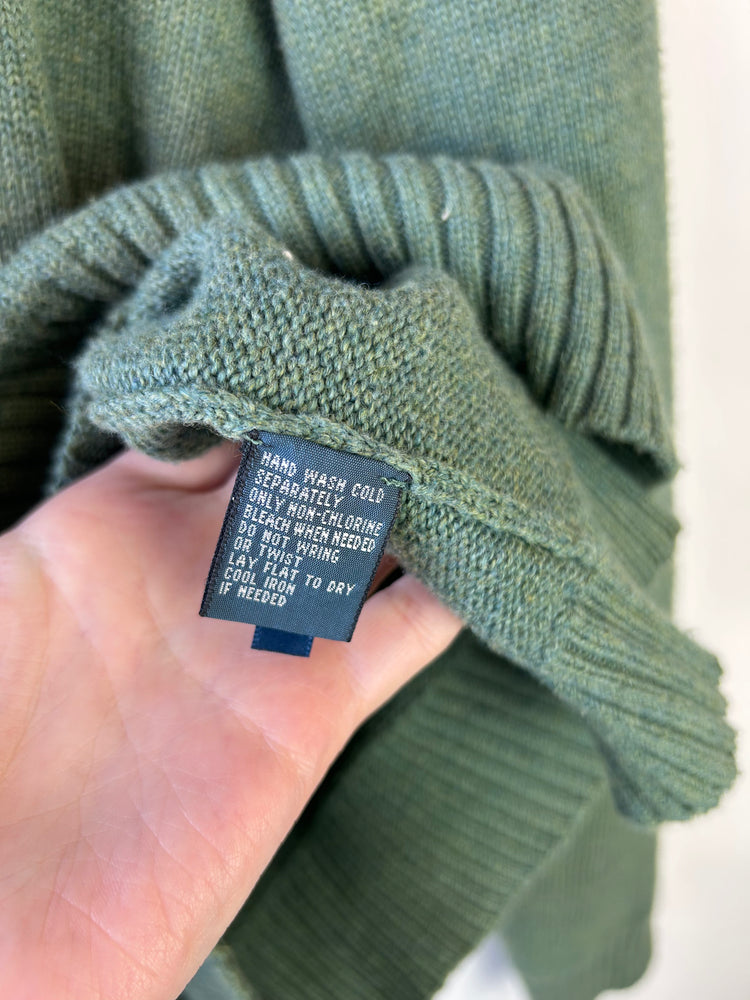 HAND WASH COLD
SEPARATELY
ONLY NON-CHLORINE
BLEACH WHEN NEEDED
DO NOT WRING
OR TWIST
LAY FLAT TO DRY
COOL IRON
IF NEEDED